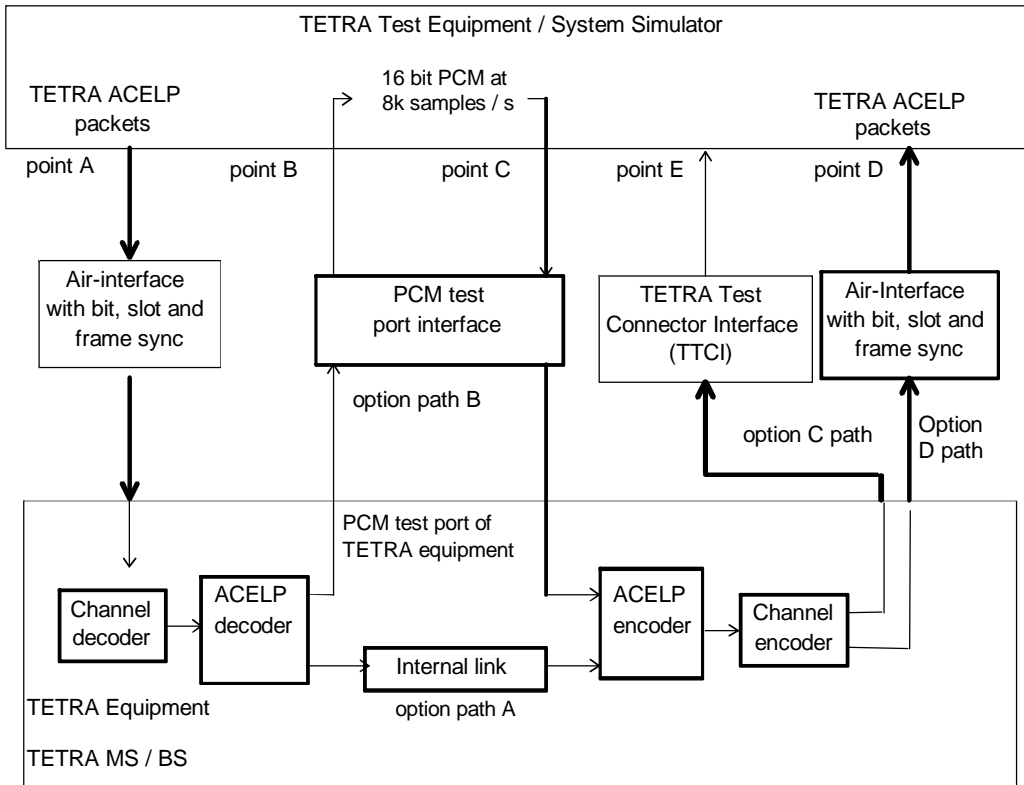 TETRA Test Equipment / System Simulator
16 bit PCM at
8k samples / s
TETRA ACELP
packets
TETRA ACELP
packets
point A
point B
point C
point E
point D
Air-interface
with bit, slot and
frame sync
PCM test
port interface
TETRA Test
Connector Interface
(TTCI)
Air-Interface
with bit, slot and
frame sync
option path B
option C path
Option
D path
PCM test port of
TETRA equipment
Channel
decoder
ACELP
decoder
Internal link
option path A
ACELP
encoder
Channel
encoder
TETRA Equipment
TETRA MS / BS